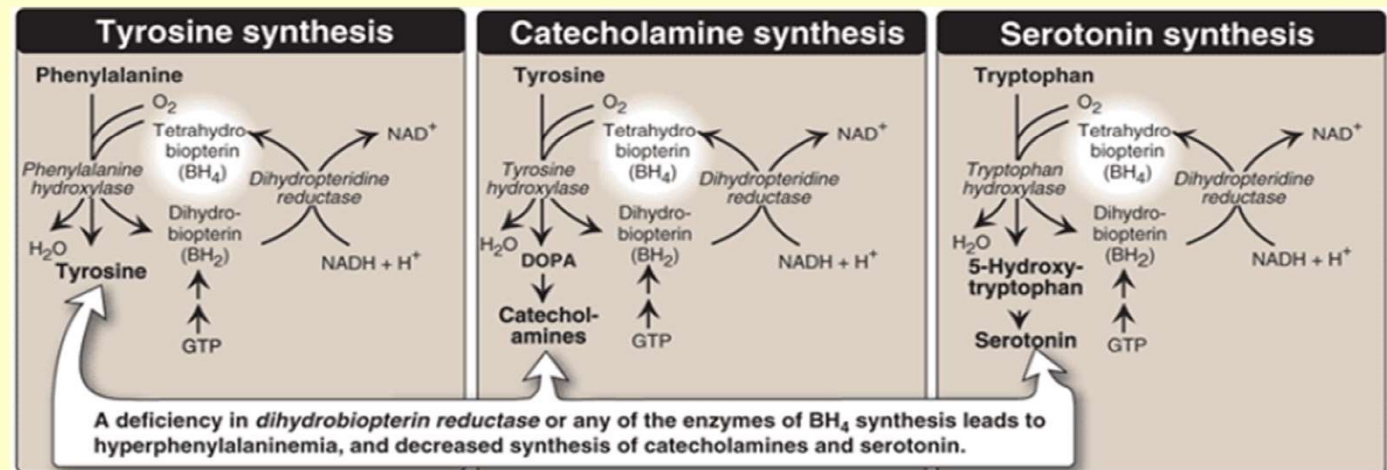 Tyrosine synthesis
Phenylalanine
O₂
Tetrahydro-
biopterin
(BH₄)
NAD⁺
Phenylalanine
hydroxylase
Dihydropteridine
reductase
Dihydro-
biopterin
(BH₂)
H₂O
Tyrosine
NADH + H⁺
GTP
Catecholamine synthesis
Tyrosine
O₂
Tetrahydro-
biopterin
(BH₄)
NAD⁺
Tyrosine
hydroxylase
Dihydropteridine
reductase
Dihydro-
biopterin
(BH₂)
H₂O
DOPA
NADH + H⁺
Catechol-
amines
GTP
Serotonin synthesis
Tryptophan
O₂
Tetrahydro-
biopterin
(BH₄)
NAD⁺
Tryptophan
hydroxylase
Dihydropteridine
reductase
Dihydro-
biopterin
(BH₂)
H₂O
5-Hydroxy-
tryptophan
NADH + H⁺
Serotonin
GTP
A deficiency in dihydrobiopterin reductase or any of the enzymes of BH₄ synthesis leads to
hyperphenylalaninemia, and decreased synthesis of catecholamines and serotonin.